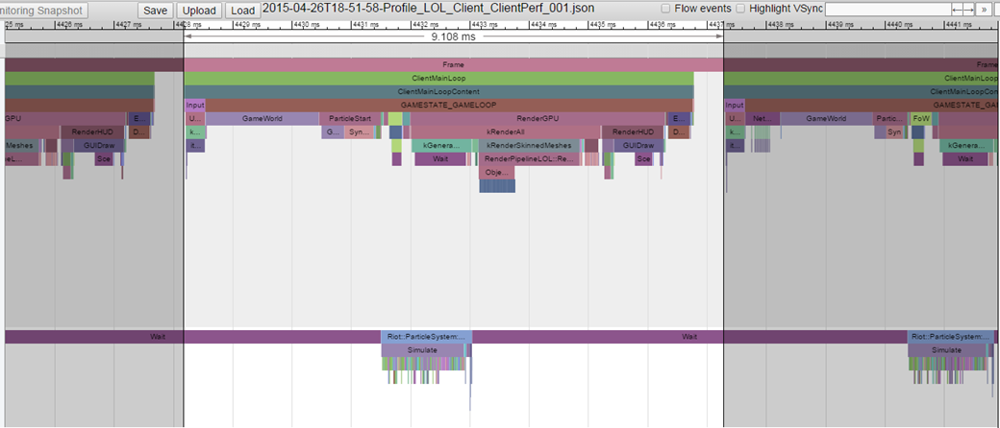 nitoring Snapshot Save Upload Load 2015-04-26T18-51-58-Profile_LOL_Client_ClientPerf_001.json Flow events Highlight VSync ←→ »
25 ms 4426 ms 4427 ms 4428 ms 4429 ms 4430 ms 4431 ms 4432 ms 4433 ms 4434 ms 4435 ms 4436 ms 4437 ms 4438 ms 4439 ms 4440 ms 4441 ms
9.108 ms
Frame Frame
ClientMainLoop ClientMainLoop
ClientMainLoopContent ClientMainLoopCon
Input GAMESTATE_GAMELOOP Input GAMESTATE_GA
GPU E... U... GameWorld ParticleStart RenderGPU E... U... Net... GameWorld Partic... FoW
RenderHUD D... k... G... Syn... kRenderAll RenderHUD D... k... Syn
Meshes GUIDraw it... kGenera... kRenderSkinnedMeshes GUIDraw it... kGenera...
eL... Sce Wait RenderPipelineLOL::Re... Sce Wait
Obje...
Wait Riot::ParticleSystem:... Wait Riot::ParticleSystem:...
Simulate Simulate